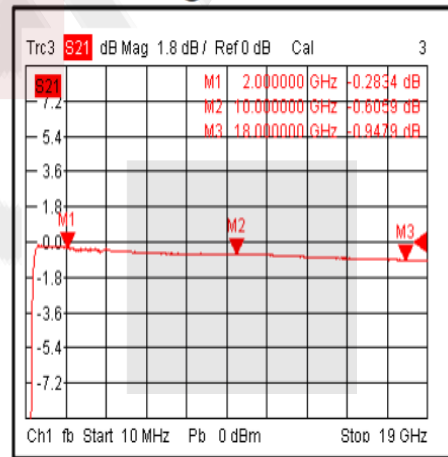 Trc3 S21 dB Mag 1.8 dB / Ref 0 dB Cal 3
S21
M1 2.000000 GHz -0.2834 dB
M2 10.000000 GHz -0.6059 dB
M3 18.000000 GHz -0.9479 dB
7.2
5.4
3.6
1.8
M1
M2
M3
0.0
-1.8
-3.6
-5.4
-7.2
Ch1 fb Start 10 MHz Pb 0 dBm Stop 19 GHz